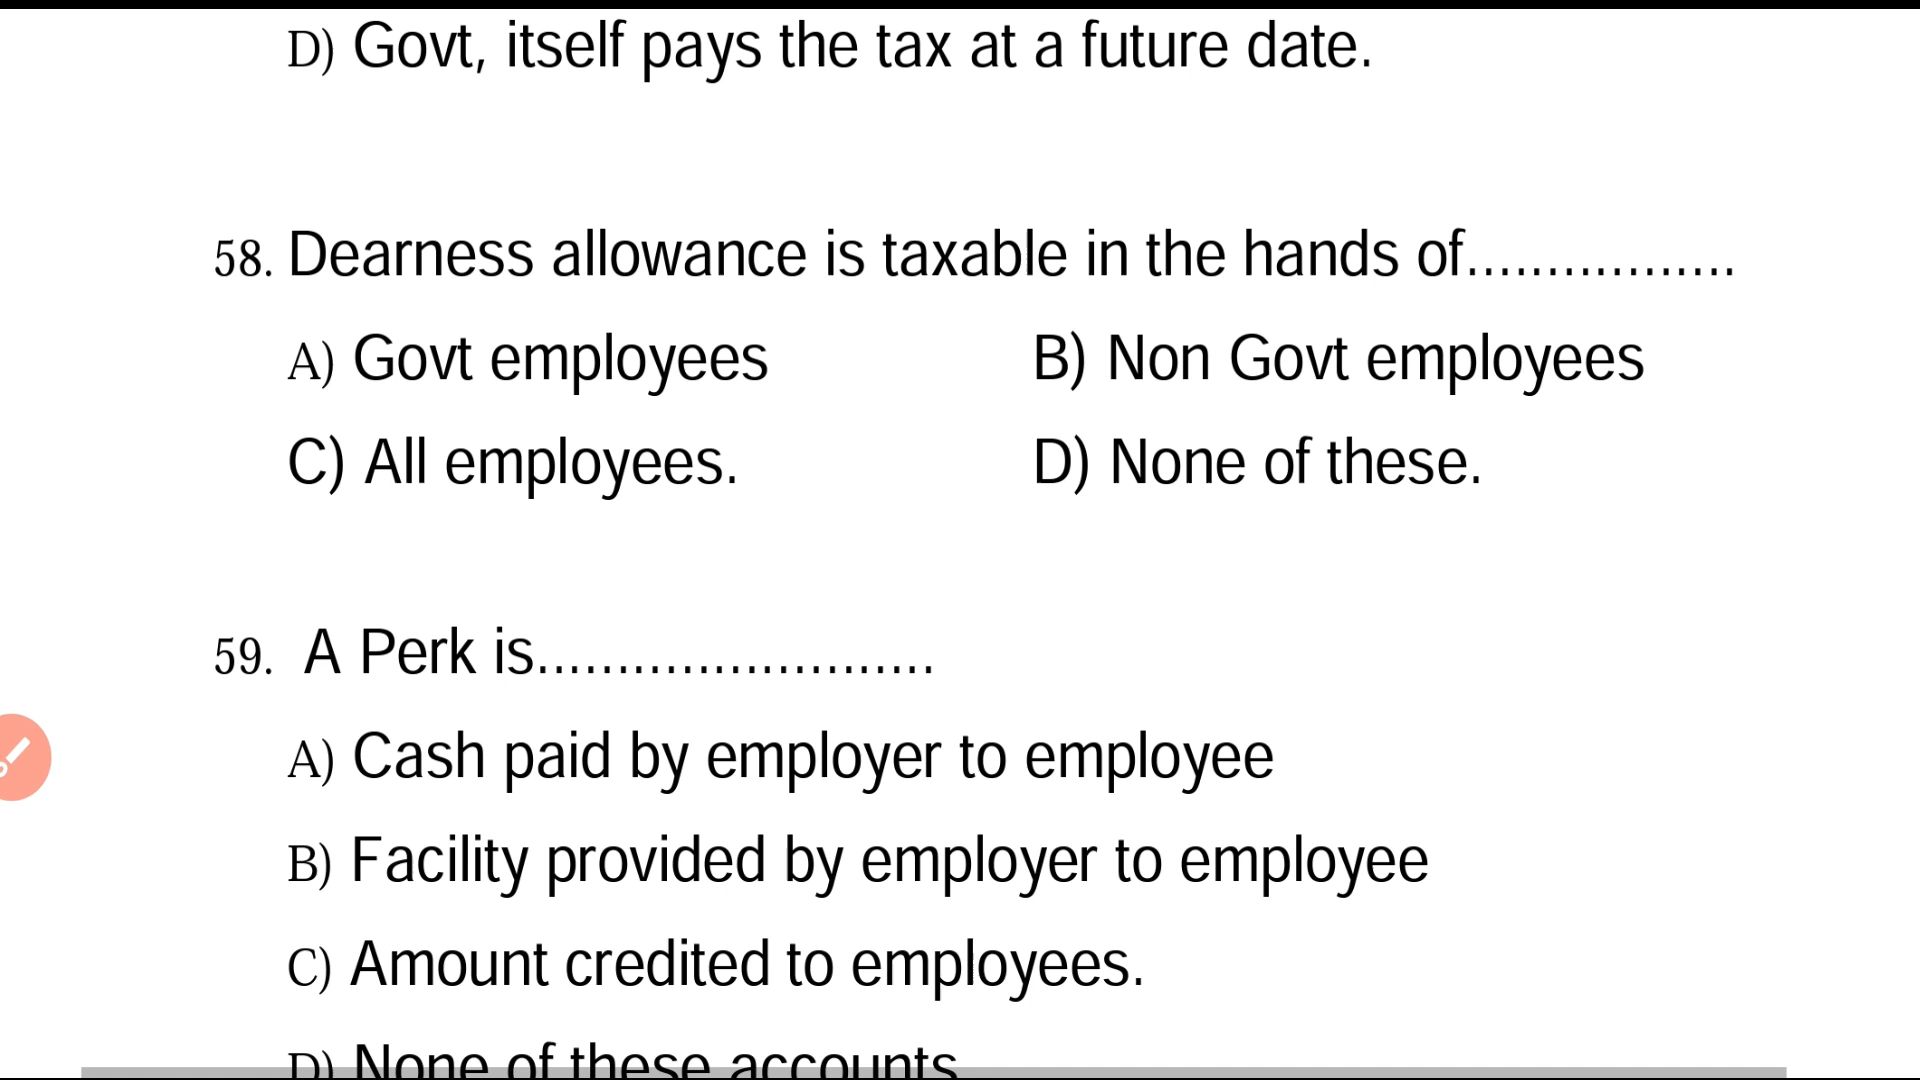 D) Govt, itself pays the tax at a future date.
58. Dearness allowance is taxable in the hands of.................
A) Govt employees B) Non Govt employees
C) All employees. D) None of these.
59. A Perk is.........................
A) Cash paid by employer to employee
B) Facility provided by employer to employee
C) Amount credited to employees.
D) None of these accounts